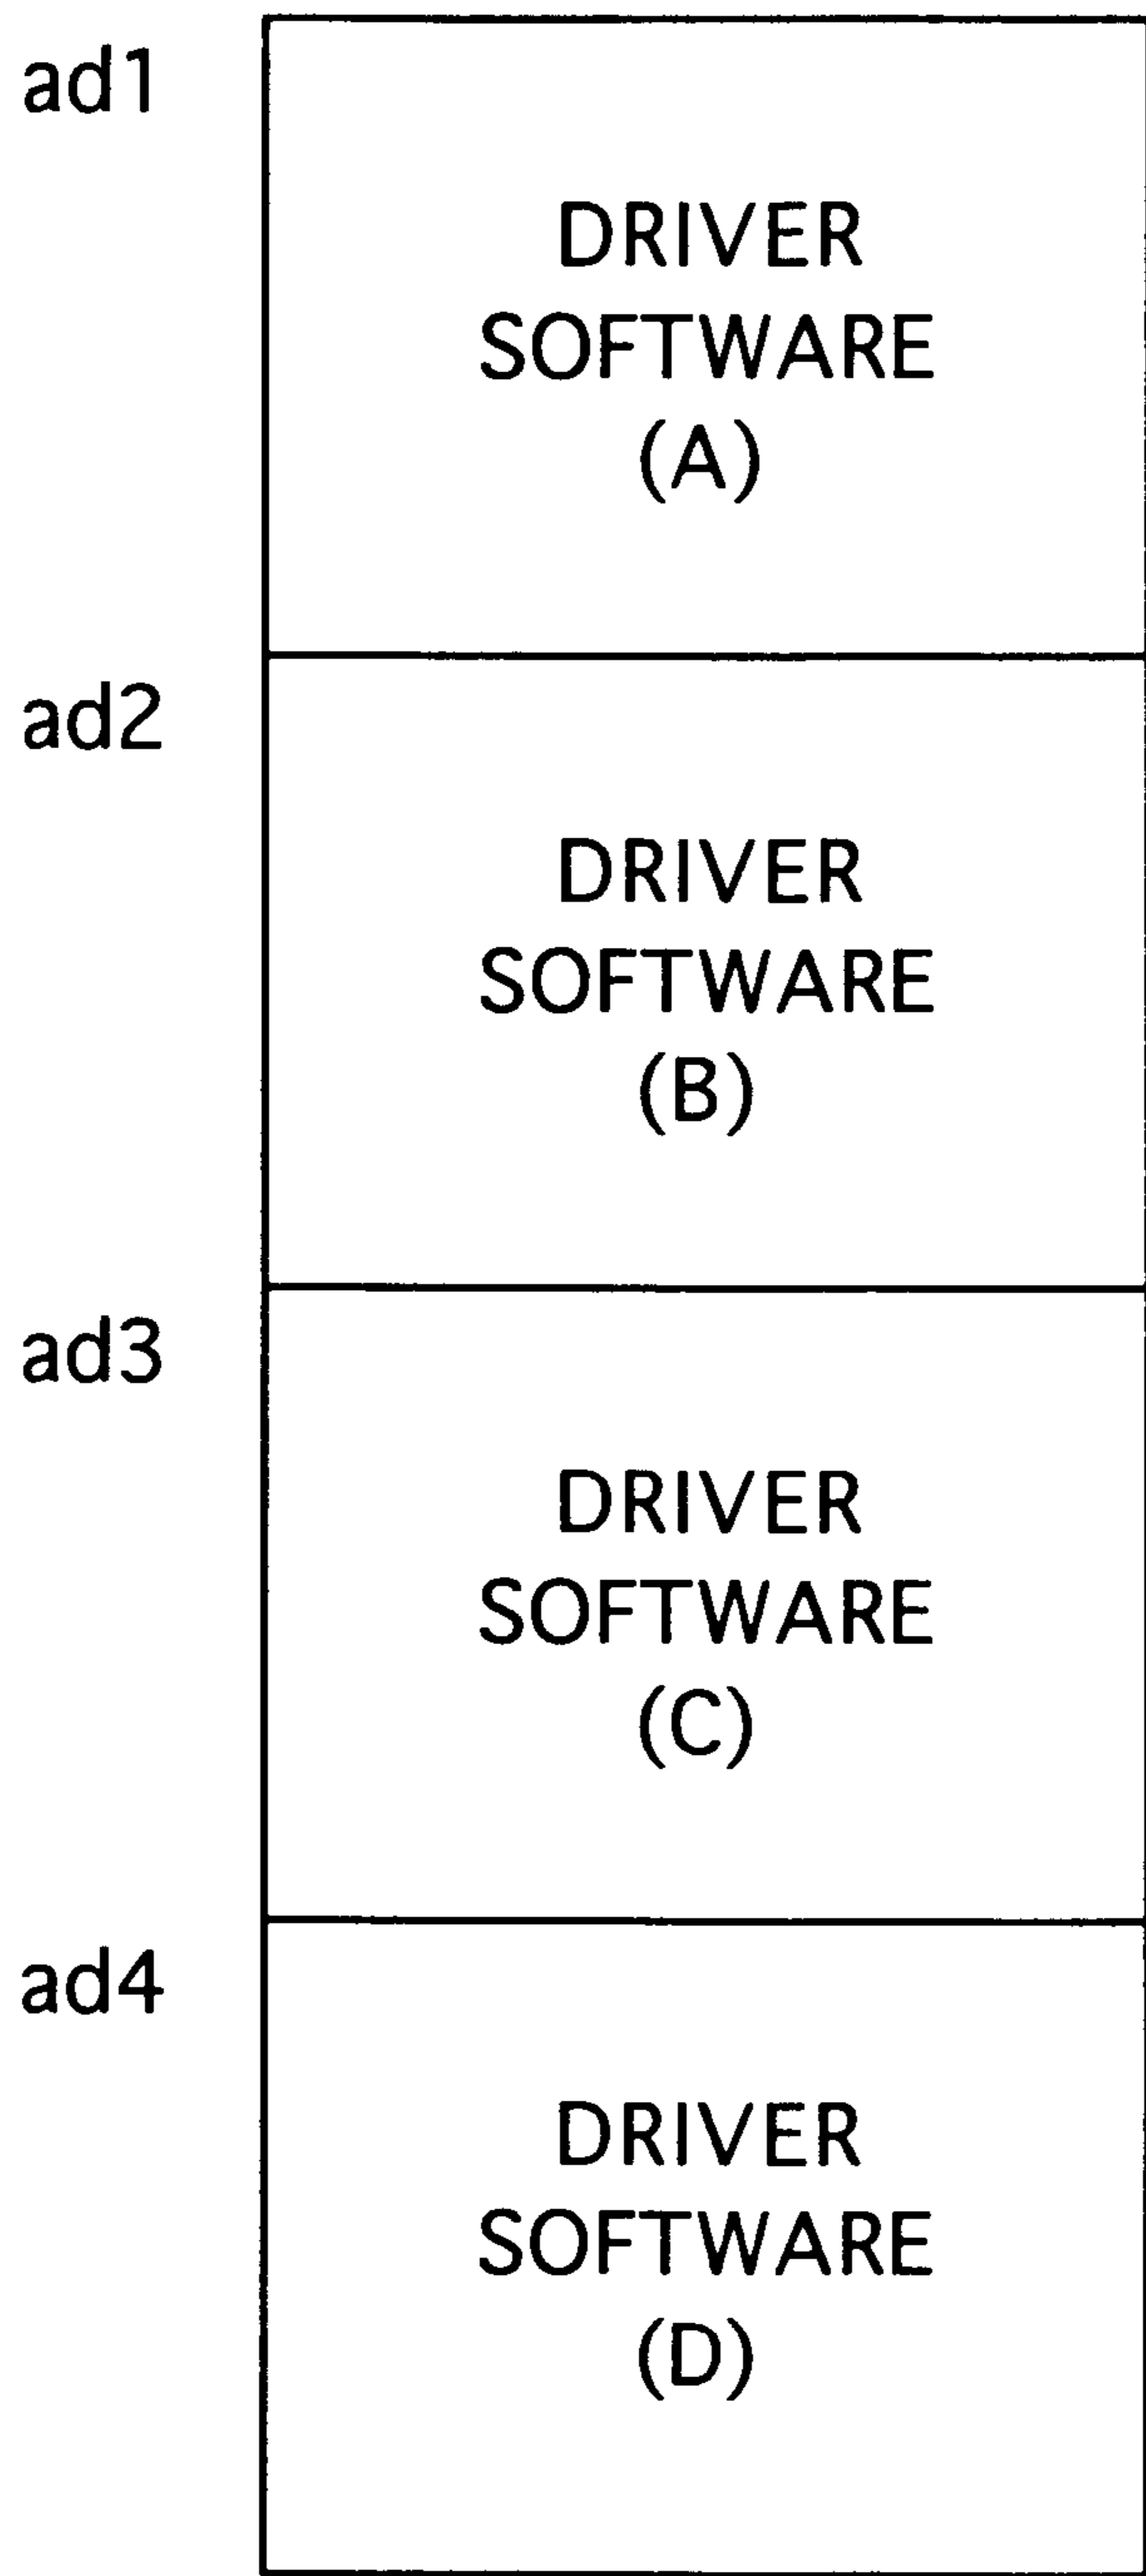 ad1
DRIVER
SOFTWARE
(A)
ad2
DRIVER
SOFTWARE
(B)
ad3
DRIVER
SOFTWARE
(C)
ad4
DRIVER
SOFTWARE
(D)